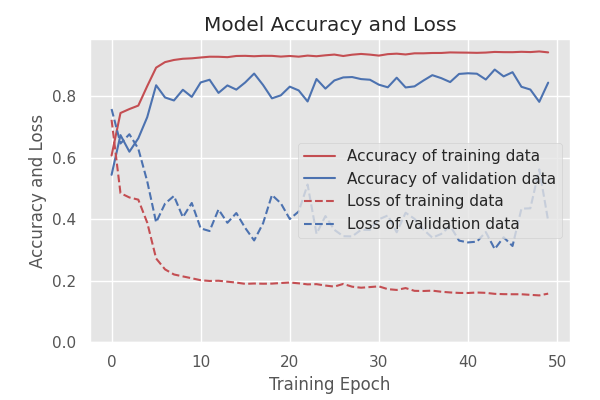 Model Accuracy and Loss
Accuracy and Loss
0.8
0.6
0.4
0.2
0.0
Accuracy of training data
Accuracy of validation data
Loss of training data
Loss of validation data
0 10 20 30 40 50
Training Epoch